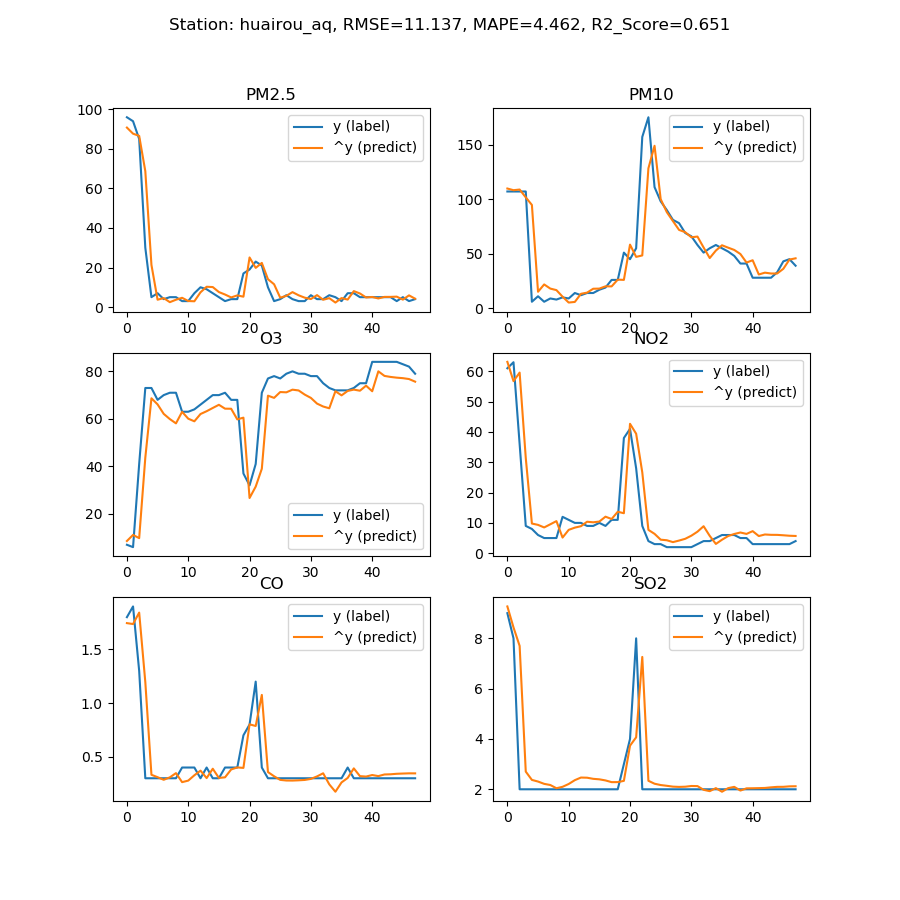 Station: huairou_aq, RMSE=11.137, MAPE=4.462, R2_Score=0.651
PM2.5
100
80
60
40
20
0
0 10 20 30 40
y (label)
^y (predict)
PM10
150
100
50
0
0 10 20 30 40
y (label)
^y (predict)
O3
80
60
40
20
0 10 20 30 40
y (label)
^y (predict)
NO2
60
50
40
30
20
10
0
0 10 20 30 40
y (label)
^y (predict)
CO
1.5
1.0
0.5
0 10 20 30 40
y (label)
^y (predict)
SO2
8
6
4
2
0 10 20 30 40
y (label)
^y (predict)